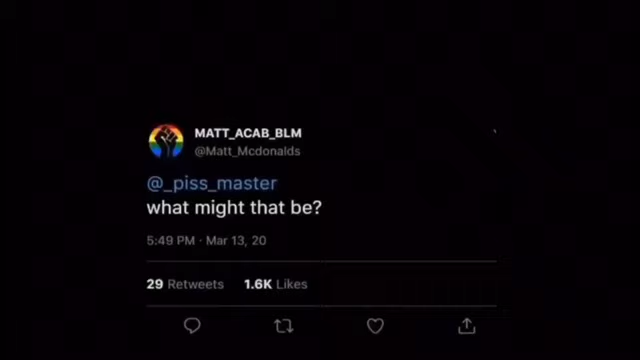 MATT_ACAB_BLM
@Matt_Mcdonalds
@_piss_master
what might that be?
5:49 PM · Mar 13, 20
29 Retweets 1.6K Likes